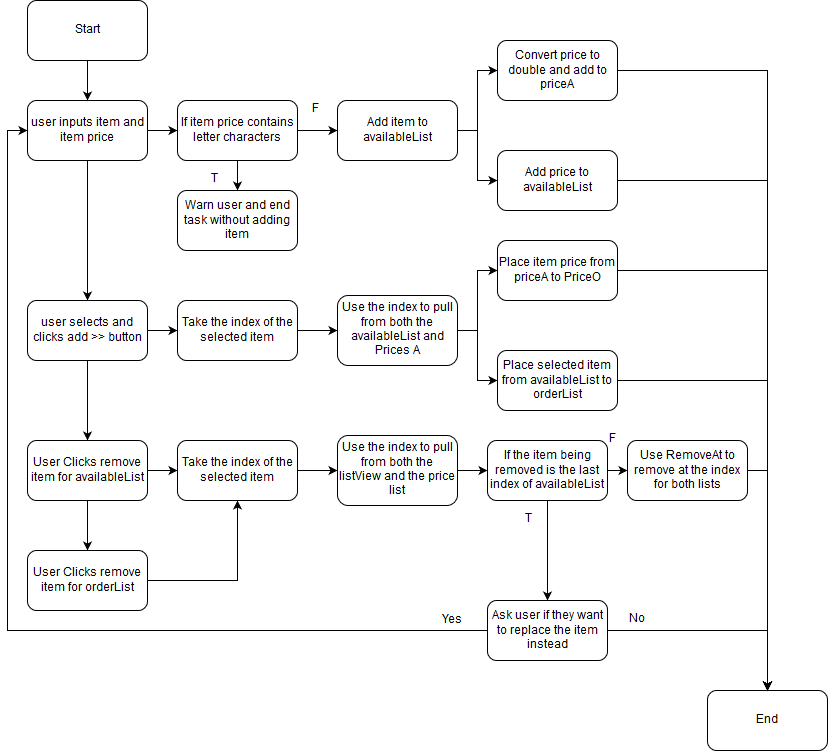 Start
user inputs item and
item price
If item price contains
letter characters
F
Add item to
availableList
Convert price to
double and add to
priceA
Add price to
availableList
T
Warn user and end
task without adding
item
user selects and
clicks add >> button
Take the index of the
selected item
Use the index to pull
from both the
availableList and
Prices A
Place item price from
priceA to PriceO
Place selected item
from availableList to
orderList
User Clicks remove
item for availableList
Take the index of the
selected item
Use the index to pull
from both the
listView and the price
list
If the item being
removed is the last
index of availableList
F
Use RemoveAt to
remove at the index
for both lists
T
User Clicks remove
item for orderList
Ask user if they want
to replace the item
instead
Yes
No
End